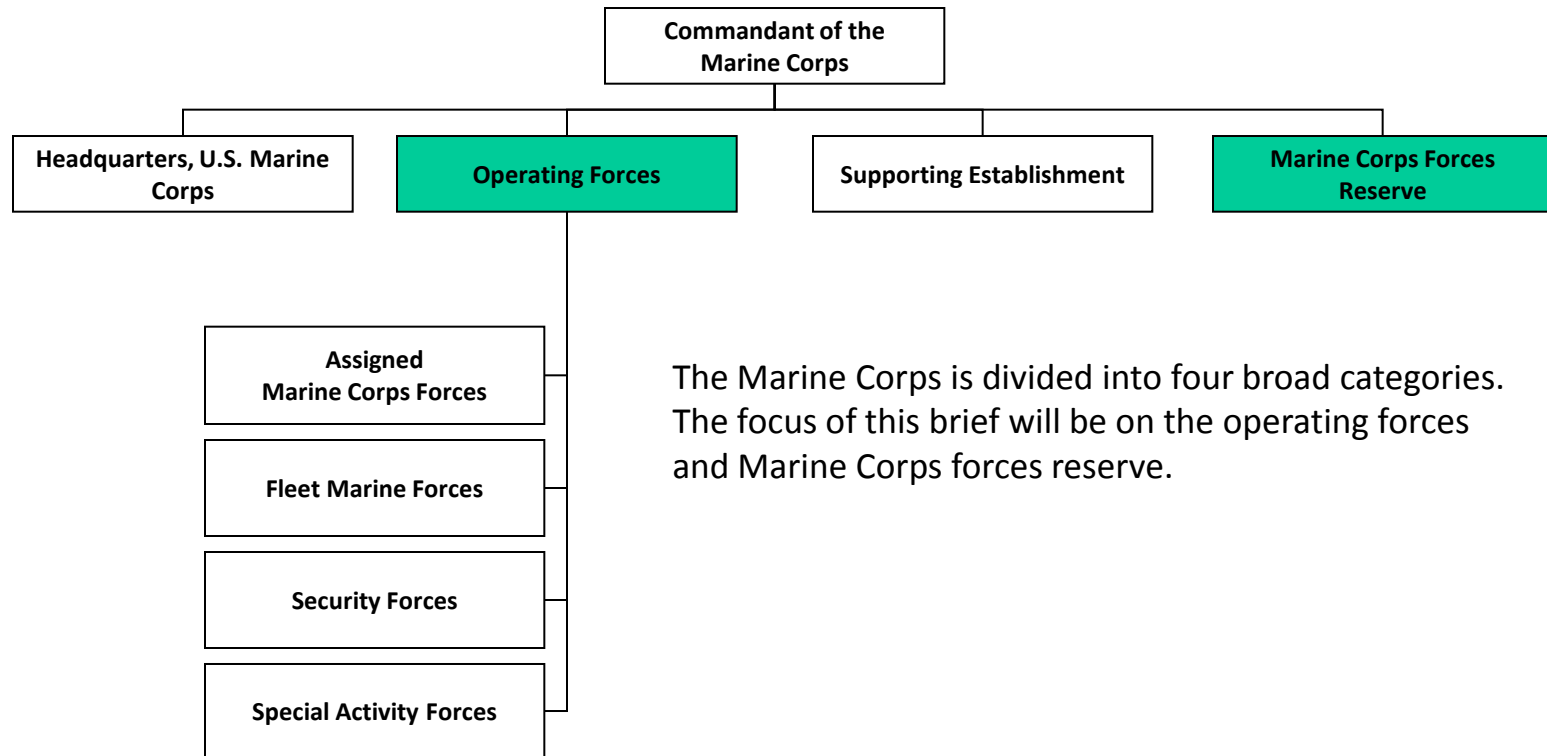 Commandant of the
Marine Corps
Headquarters, U.S. Marine
Corps
Operating Forces
Supporting Establishment
Marine Corps Forces
Reserve
Assigned
Marine Corps Forces
Fleet Marine Forces
Security Forces
Special Activity Forces
The Marine Corps is divided into four broad categories.
The focus of this brief will be on the operating forces
and Marine Corps forces reserve.